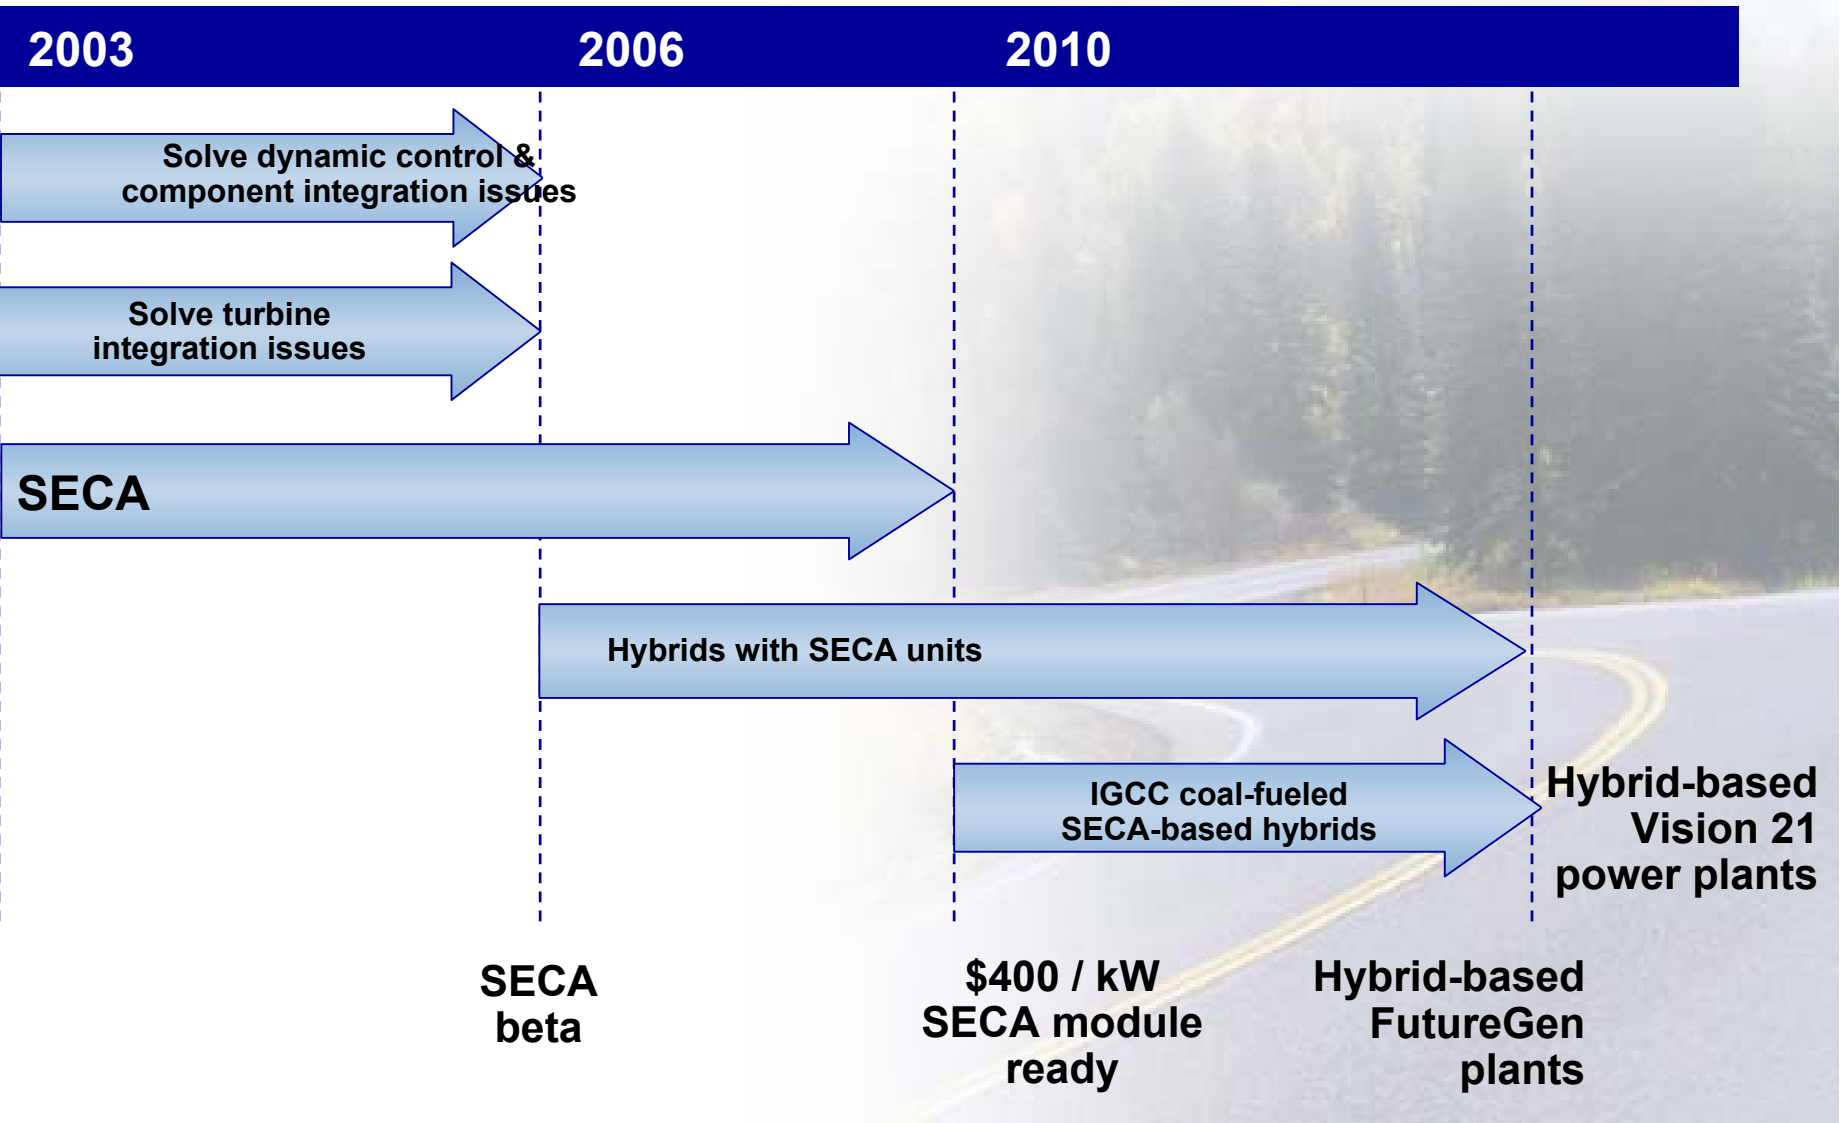 2003 2006 2010
Solve dynamic control &
component integration issues
Solve turbine
integration issues
SECA
Hybrids with SECA units
IGCC coal-fueled
SECA-based hybrids
Hybrid-based
Vision 21
power plants
SECA
beta
$400 / kW
SECA module
ready
Hybrid-based
FutureGen
plants